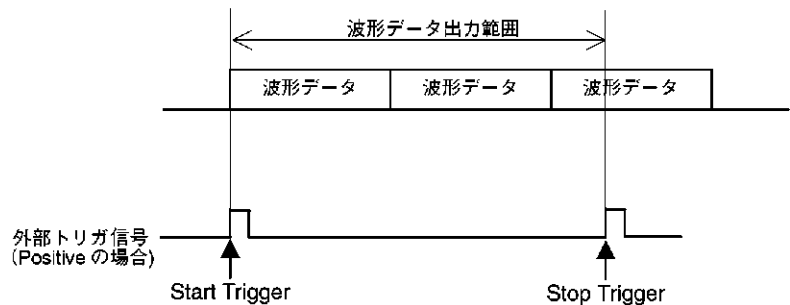 波形データ出力範囲
波形データ 波形データ 波形データ
外部トリガ信号
(Positive の場合)
Start Trigger Stop Trigger